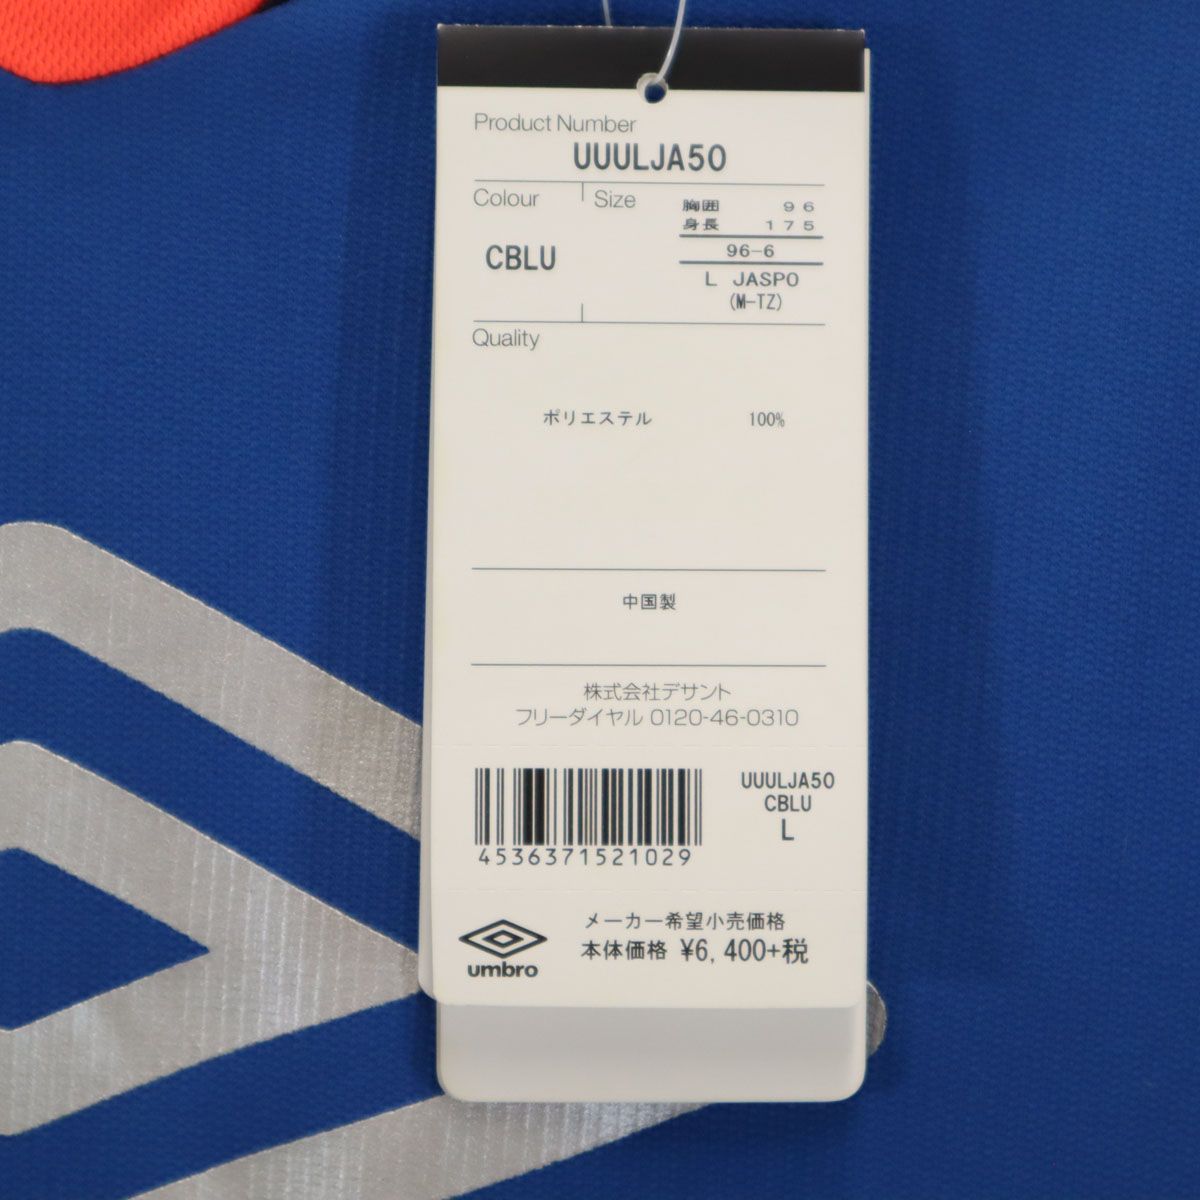 Product Number
UUULJA50
Colour
Size
胸囲 96
身長 175
CBLU
96-6
L JASPO
(M-TZ)
Quality
ポリエステル 100%
中国製
株式会社デサント
フリーダイヤル 0120-46-0310
UUULJA50
CBLU
L
4536371521029
メーカー希望小売価格
本体価格 ¥6,400+税
umbro